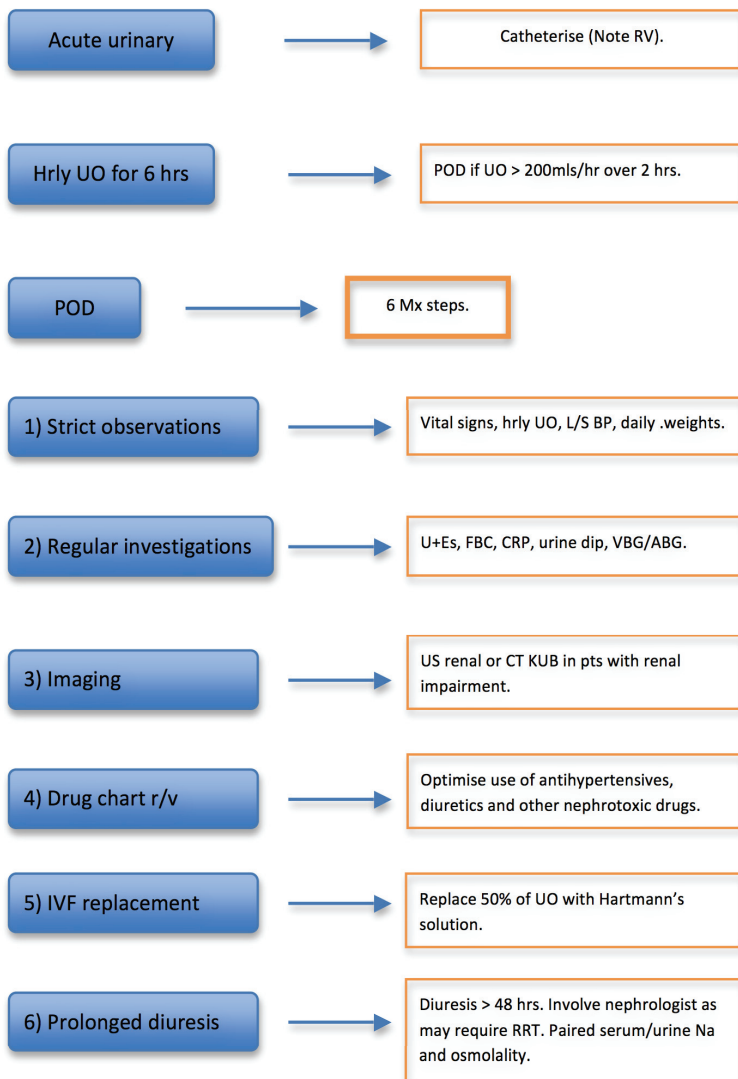 Acute urinary
Catheterise (Note RV).
Hrly UO for 6 hrs
POD if UO > 200mls/hr over 2 hrs.
POD
6 Mx steps.
1) Strict observations
Vital signs, hrly UO, L/S BP, daily .weights.
2) Regular investigations
U+Es, FBC, CRP, urine dip, VBG/ABG.
3) Imaging
US renal or CT KUB in pts with renal
impairment.
4) Drug chart r/v
Optimise use of antihypertensives,
diuretics and other nephrotoxic drugs.
5) IVF replacement
Replace 50% of UO with Hartmann’s
solution.
6) Prolonged diuresis
Diuresis > 48 hrs. Involve nephrologist as
may require RRT. Paired serum/urine Na
and osmolality.